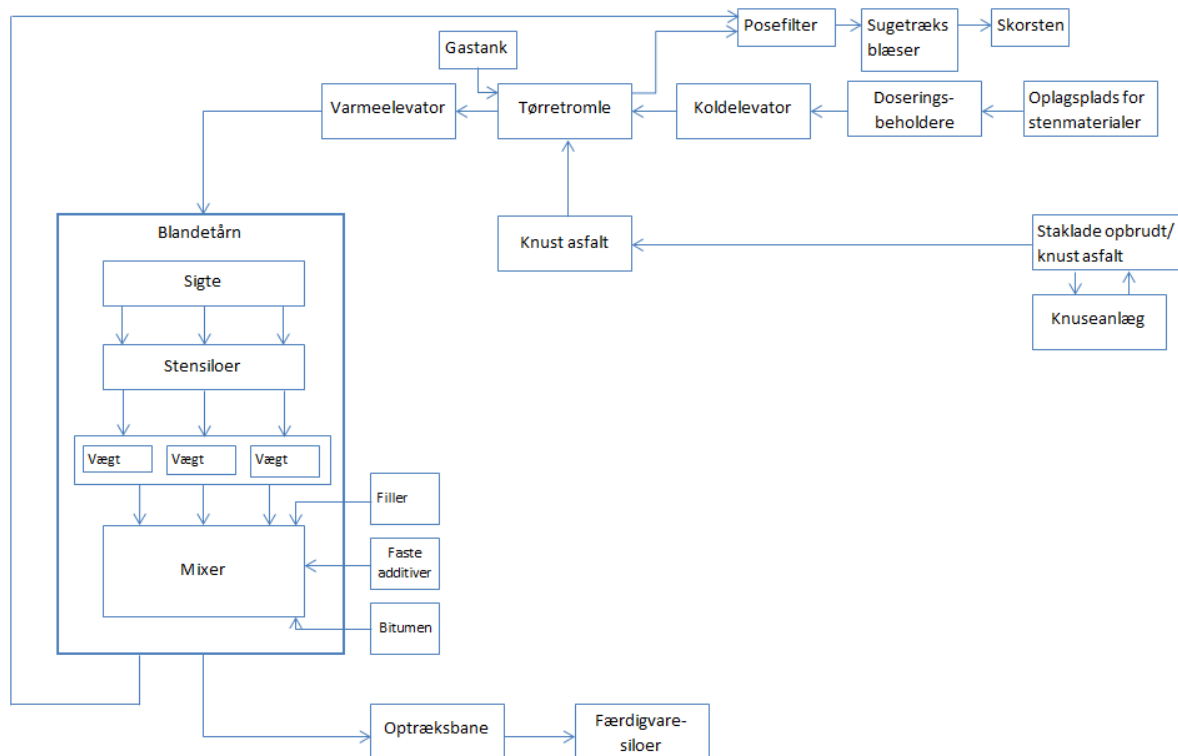 Posefilter
Sugetræks
blæser
Skorsten
Gastank
Varmeelevator
Tørretromle
Koldelevator
Doserings-
beholdere
Oplagsplads for
stenmaterialer
Blandetårn
Knust asfalt
Staklade opbrudt/
knust asfalt
Sigte
Knuseanlæg
Stensiloer
Vægt
Vægt
Vægt
Filler
Mixer
Faste
additiver
Bitumen
Optræksbane
Færdigvare-
siloer